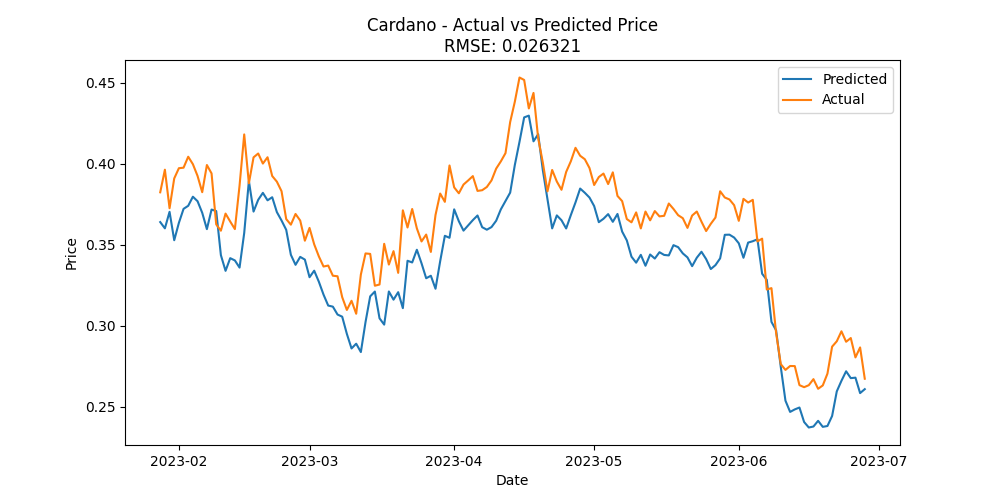 Cardano - Actual vs Predicted Price
RMSE: 0.026321
Predicted
Actual
Price
0.45
0.40
0.35
0.30
0.25
2023-02 2023-03 2023-04 2023-05 2023-06 2023-07
Date